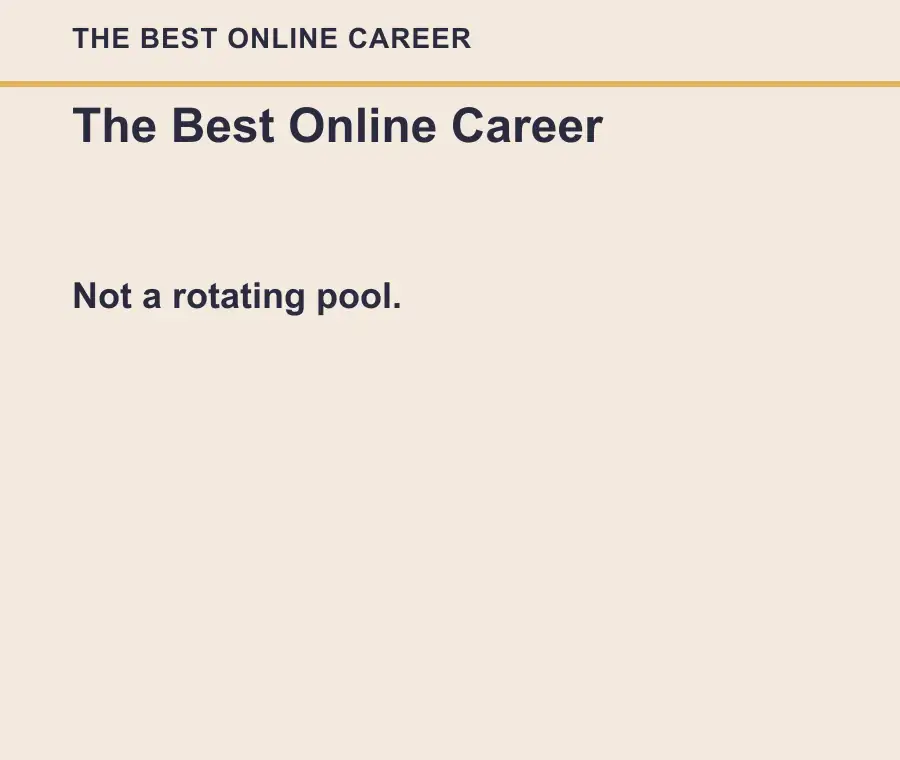 THE BEST ONLINE CAREER
The Best Online Career
Not a rotating pool.